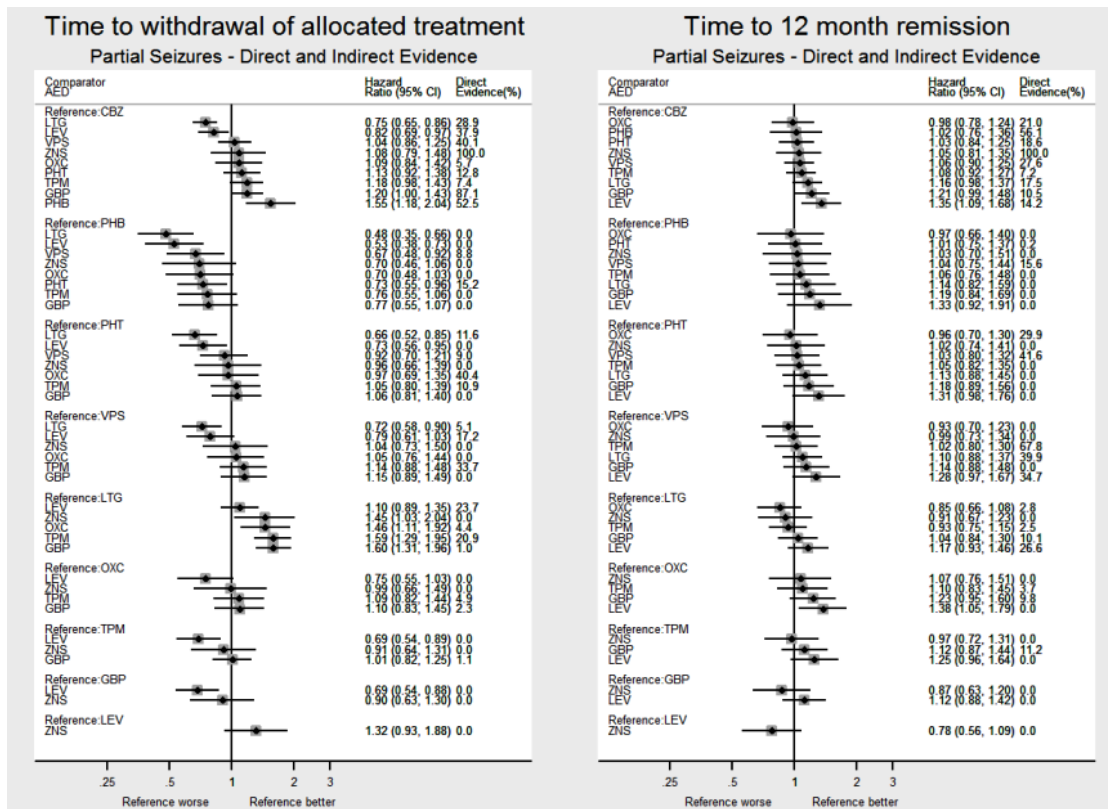 Time to withdrawal of allocated treatment
Partial Seizures - Direct and Indirect Evidence
Comparator Hazard Direct
AED Ratio (95% CI) Evidence(%)
Reference:CBZ
LTG 0.75 (0.65, 0.86) 28.9
LEV 0.82 (0.69, 0.97) 37.9
VPS 1.04 (0.86, 1.25) 40.1
ZNS 1.08 (0.79, 1.48) 100.0
OXC 1.09 (0.84, 1.42) 5.7
PHT 1.13 (0.92, 1.38) 12.8
TPM 1.18 (0.98, 1.43) 7.4
GBP 1.20 (1.00, 1.43) 87.1
PHB 1.55 (1.18, 2.04) 52.5
Reference:PHB
LTG 0.48 (0.35, 0.66) 0.0
LEV 0.53 (0.38, 0.73) 0.0
VPS 0.67 (0.48, 0.92) 8.8
ZNS 0.70 (0.46, 1.06) 0.0
OXC 0.70 (0.48, 1.03) 0.0
PHT 0.73 (0.55, 0.96) 15.2
TPM 0.76 (0.55, 1.06) 0.0
GBP 0.77 (0.55, 1.07) 0.0
Reference:PHT
LTG 0.66 (0.52, 0.85) 11.6
LEV 0.73 (0.56, 0.95) 0.0
VPS 0.92 (0.70, 1.21) 9.0
ZNS 0.96 (0.66, 1.39) 0.0
OXC 0.97 (0.69, 1.35) 40.4
TPM 1.05 (0.80, 1.39) 10.9
GBP 1.06 (0.81, 1.40) 0.0
Reference:VPS
LTG 0.72 (0.58, 0.90) 5.1
LEV 0.79 (0.61, 1.03) 17.2
ZNS 1.04 (0.73, 1.50) 0.0
OXC 1.05 (0.76, 1.44) 0.0
TPM 1.14 (0.88, 1.48) 33.7
GBP 1.15 (0.89, 1.49) 0.0
Reference:LTG
LEV 1.10 (0.89, 1.35) 23.7
ZNS 1.45 (1.03, 2.04) 0.0
OXC 1.46 (1.11, 1.92) 4.4
TPM 1.59 (1.29, 1.95) 20.9
GBP 1.60 (1.31, 1.96) 1.0
Reference:OXC
LEV 0.75 (0.55, 1.03) 0.0
ZNS 0.99 (0.66, 1.49) 0.0
TPM 1.09 (0.82, 1.44) 4.9
GBP 1.10 (0.83, 1.45) 2.3
Reference:TPM
LEV 0.69 (0.54, 0.89) 0.0
ZNS 0.91 (0.64, 1.31) 0.0
GBP 1.01 (0.82, 1.25) 1.1
Reference:GBP
LEV 0.69 (0.54, 0.88) 0.0
ZNS 0.90 (0.63, 1.30) 0.0
Reference:LEV
ZNS 1.32 (0.93, 1.88) 0.0
.25 .5 1 2 3
Reference worse Reference better
Time to 12 month remission
Partial Seizures - Direct and Indirect Evidence
Comparator Hazard Direct
AED Ratio (95% CI) Evidence(%)
Reference:CBZ
OXC 0.98 (0.78, 1.24) 21.0
PHB 1.02 (0.76, 1.36) 56.1
PHT 1.03 (0.84, 1.25) 18.6
ZNS 1.05 (0.81, 1.35) 100.0
VPS 1.06 (0.90, 1.25) 27.6
TPM 1.08 (0.92, 1.27) 7.2
LTG 1.16 (0.98, 1.37) 17.5
GBP 1.21 (0.99, 1.48) 10.5
LEV 1.35 (1.09, 1.68) 14.2
Reference:PHB
OXC 0.97 (0.66, 1.40) 0.0
PHT 1.01 (0.75, 1.37) 0.2
ZNS 1.03 (0.70, 1.51) 0.0
VPS 1.04 (0.75, 1.44) 15.6
TPM 1.06 (0.76, 1.48) 0.0
LTG 1.14 (0.82, 1.59) 0.0
GBP 1.19 (0.84, 1.69) 0.0
LEV 1.33 (0.92, 1.91) 0.0
Reference:PHT
OXC 0.96 (0.70, 1.30) 29.9
ZNS 1.02 (0.74, 1.41) 0.0
VPS 1.03 (0.80, 1.32) 41.6
TPM 1.05 (0.82, 1.35) 0.0
LTG 1.13 (0.88, 1.45) 0.0
GBP 1.18 (0.89, 1.56) 0.0
LEV 1.31 (0.98, 1.76) 0.0
Reference:VPS
OXC 0.93 (0.70, 1.23) 0.0
ZNS 0.99 (0.73, 1.34) 0.0
TPM 1.02 (0.80, 1.30) 67.8
LTG 1.10 (0.88, 1.37) 39.9
GBP 1.14 (0.88, 1.48) 0.0
LEV 1.28 (0.97, 1.67) 34.7
Reference:LTG
OXC 0.85 (0.66, 1.08) 2.8
ZNS 0.91 (0.67, 1.23) 0.0
TPM 0.93 (0.75, 1.15) 2.5
GBP 1.04 (0.84, 1.30) 10.1
LEV 1.17 (0.93, 1.46) 26.6
Reference:OXC
ZNS 1.07 (0.76, 1.51) 0.0
TPM 1.10 (0.83, 1.45) 3.7
GBP 1.23 (0.95, 1.60) 9.8
LEV 1.38 (1.05, 1.79) 0.0
Reference:TPM
ZNS 0.97 (0.72, 1.31) 0.0
GBP 1.12 (0.87, 1.44) 11.2
LEV 1.25 (0.96, 1.64) 0.0
Reference:GBP
ZNS 0.87 (0.63, 1.20) 0.0
LEV 1.12 (0.88, 1.42) 0.0
Reference:LEV
ZNS 0.78 (0.56, 1.09) 0.0
.25 .5 1 2 3
Reference worse Reference better